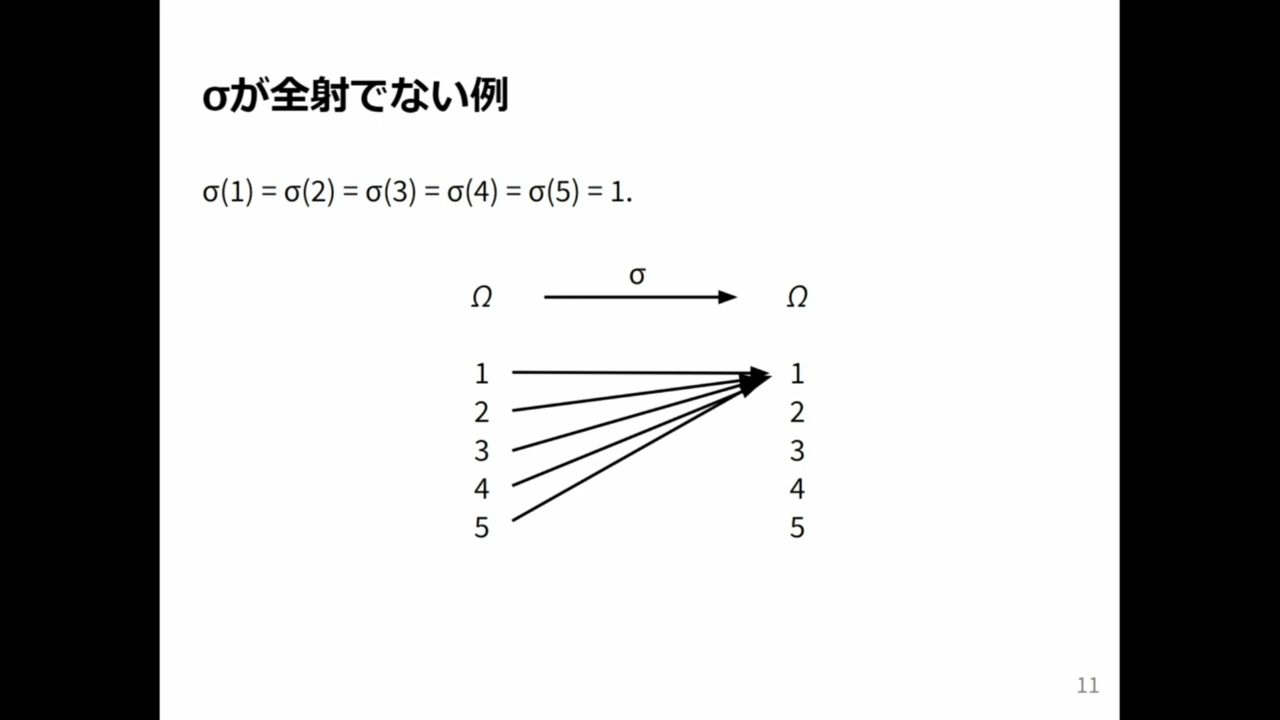 σが全射でない例
σ(1) = σ(2) = σ(3) = σ(4) = σ(5) = 1.
σ
Ω Ω
1 1
2 2
3 3
4 4
5 5
11